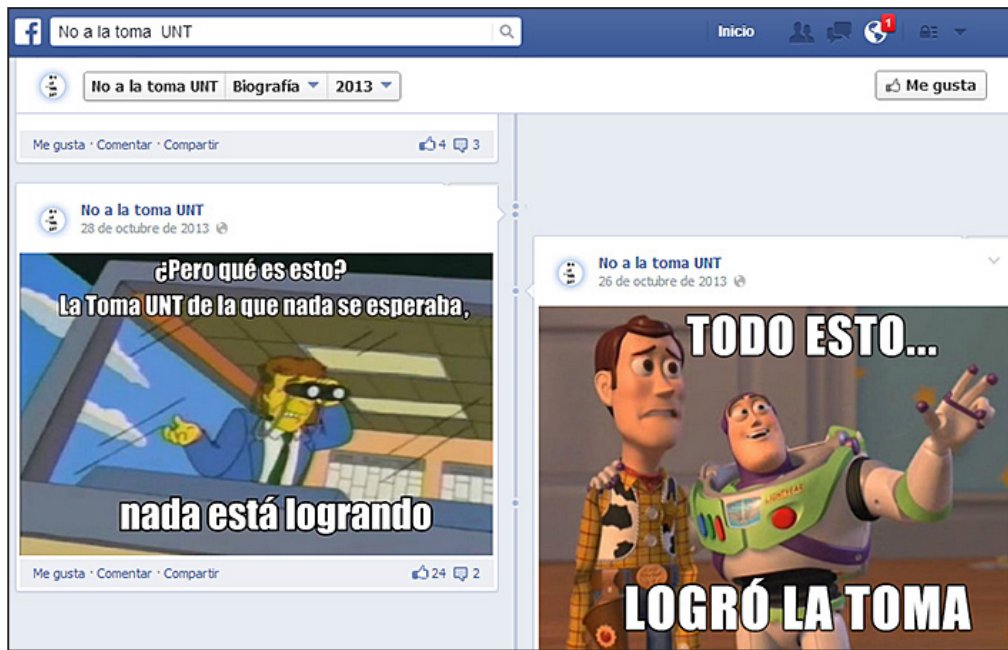 No a la toma UNT
Inicio
1
No a la toma UNT Biografía 2013
Me gusta
Me gusta · Comentar · Compartir
4 3
No a la toma UNT
28 de octubre de 2013
¿Pero qué es esto?
La Toma UNT de la que nada se esperaba,
nada está logrando
Me gusta · Comentar · Compartir
24 2
No a la toma UNT
26 de octubre de 2013
TODO ESTO...
LIGHTYEAR
LOGRÓ LA TOMA